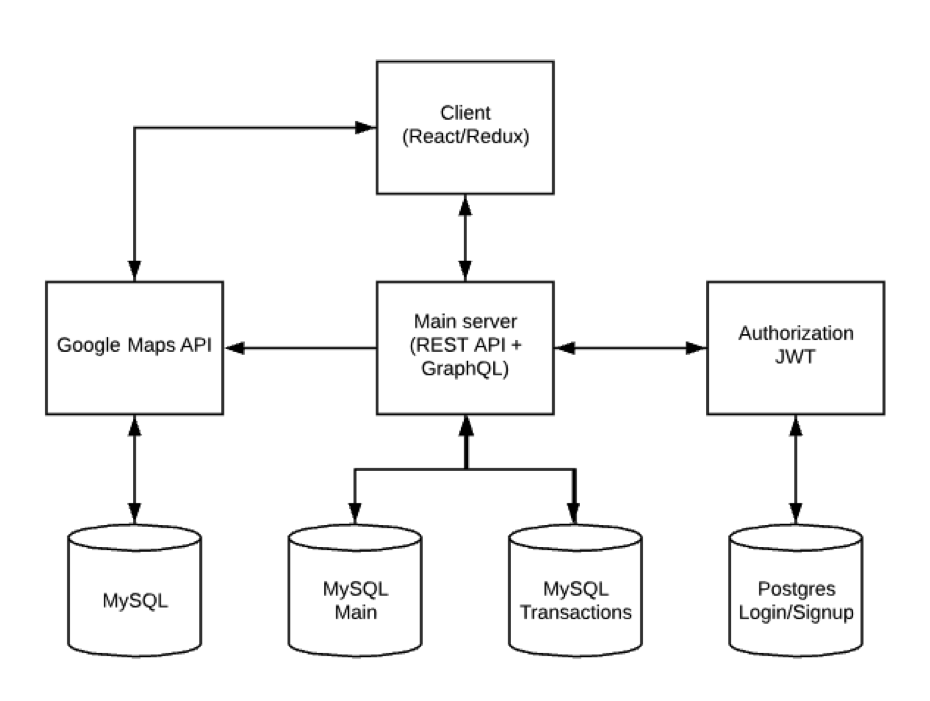 Client
(React/Redux)
Google Maps API
Main server
(REST API +
GraphQL)
Authorization
JWT
MySQL
MySQL
Main
MySQL
Transactions
Postgres
Login/Signup